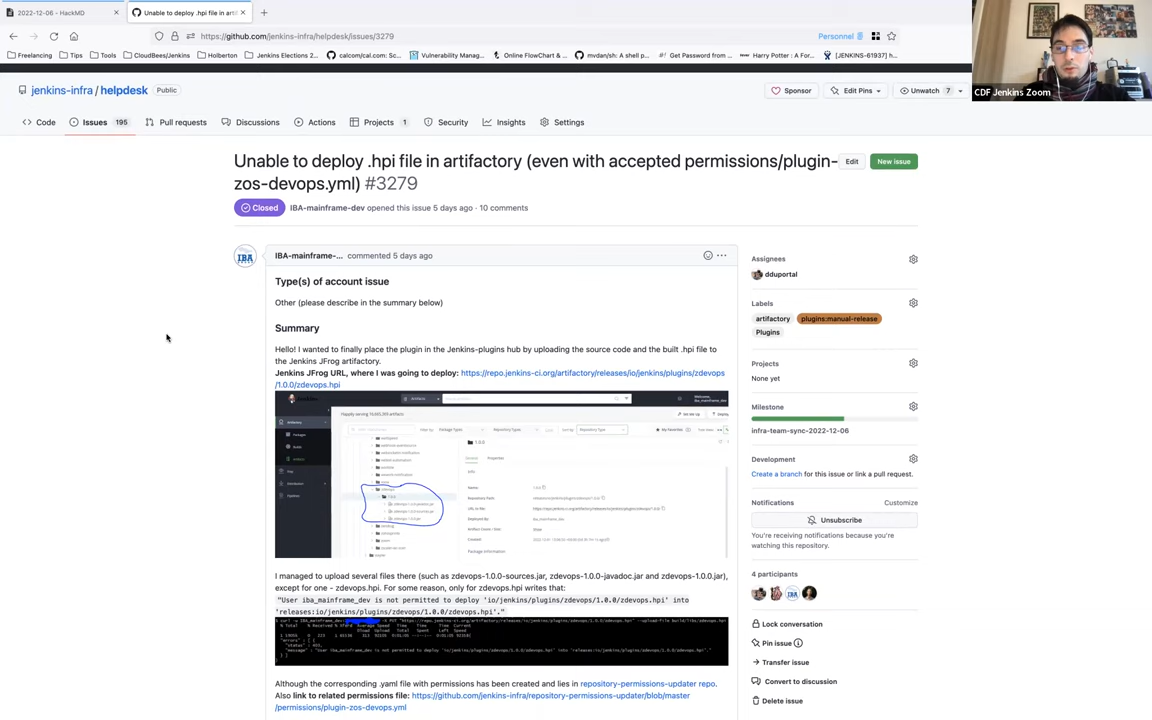 2022-12-06 - HackMD
Unable to deploy .hpi file in arti
https://github.com/jenkins-infra/helpdesk/issues/3279
Personnel
Freelancing
Tips
Tools
CloudBees/Jenkins
Holberton
Jenkins Elections 2...
calcom/cal.com: Sc...
Vulnerability Manag...
Online FlowChart &...
mvdan/sh: A shell p...
Get Password from ...
Harry Potter : A For...
[JENKINS-61937] h...
CDF Jenkins Zoom
jenkins-infra / helpdesk Public
Sponsor
Edit Pins
Unwatch 7
Code
Issues 195
Pull requests
Discussions
Actions
Projects 1
Security
Insights
Settings
Unable to deploy .hpi file in artifactory (even with accepted permissions/plugin-
zos-devops.yml) #3279
Edit
New issue
Closed
IBA-mainframe-dev opened this issue 5 days ago · 10 comments
IBA
IBA-mainframe-... commented 5 days ago
Type(s) of account issue
Other (please describe in the summary below)
Summary
Hello! I wanted to finally place the plugin in the Jenkins-plugins hub by uploading the source code and the built .hpi file to
the Jenkins JFrog artifactory.
Jenkins JFrog URL, where I was going to deploy: https://repo.jenkins-ci.org/artifactory/releases/io/jenkins/plugins/zdevops
/1.0.0/zdevops.hpi
I managed to upload several files there (such as zdevops-1.0.0-sources.jar, zdevops-1.0.0-javadoc.jar and zdevops-1.0.0.jar),
except for one - zdevops.hpi. For some reason, only for zdevops.hpi writes that:
"User iba_mainframe_dev is not permitted to deploy 'io/jenkins/plugins/zdevops/1.0.0/zdevops.hpi' into
'releases:io/jenkins/plugins/zdevops/1.0.0/zdevops.hpi'."
Although the corresponding .yaml file with permissions has been created and lies in repository-permissions-updater repo.
Also link to related permissions file: https://github.com/jenkins-infra/repository-permissions-updater/blob/master
/permissions/plugin-zos-devops.yml
Assignees
dduportal
Labels
artifactory
plugins:manual-release
Plugins
Projects
None yet
Milestone
infra-team-sync-2022-12-06
Development
Create a branch for this issue or link a pull request.
Notifications
Customize
Unsubscribe
You're receiving notifications because you're
watching this repository.
4 participants
IBA
Lock conversation
Pin issue
Transfer issue
Convert to discussion
Delete issue